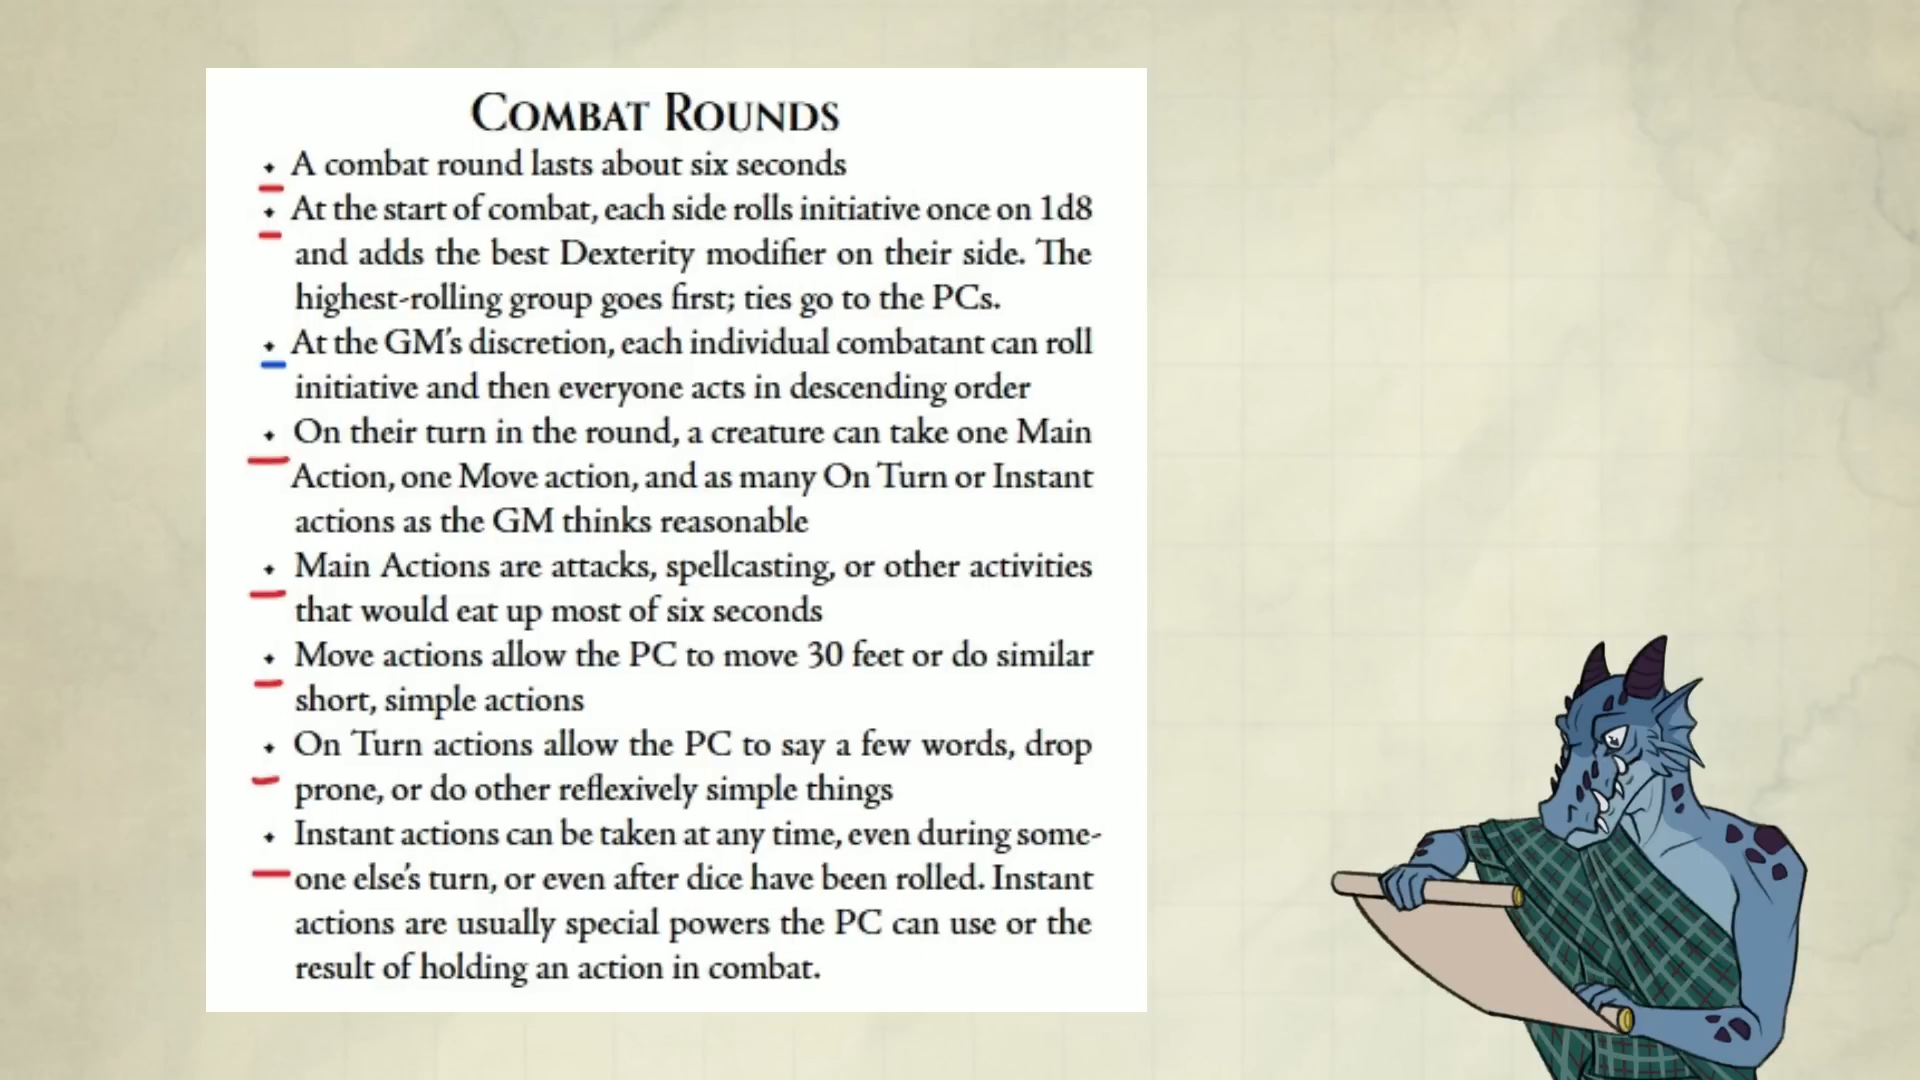 COMBAT ROUNDS
✦ A combat round lasts about six seconds
✦ At the start of combat, each side rolls initiative once on 1d8
and adds the best Dexterity modifier on their side. The
highest-rolling group goes first; ties go to the PCs.
✦ At the GM's discretion, each individual combatant can roll
initiative and then everyone acts in descending order
✦ On their turn in the round, a creature can take one Main
Action, one Move action, and as many On Turn or Instant
actions as the GM thinks reasonable
✦ Main Actions are attacks, spellcasting, or other activities
that would eat up most of six seconds
✦ Move actions allow the PC to move 30 feet or do similar
short, simple actions
✦ On Turn actions allow the PC to say a few words, drop
prone, or do other reflexively simple things
✦ Instant actions can be taken at any time, even during some-
one else's turn, or even after dice have been rolled. Instant
actions are usually special powers the PC can use or the
result of holding an action in combat.